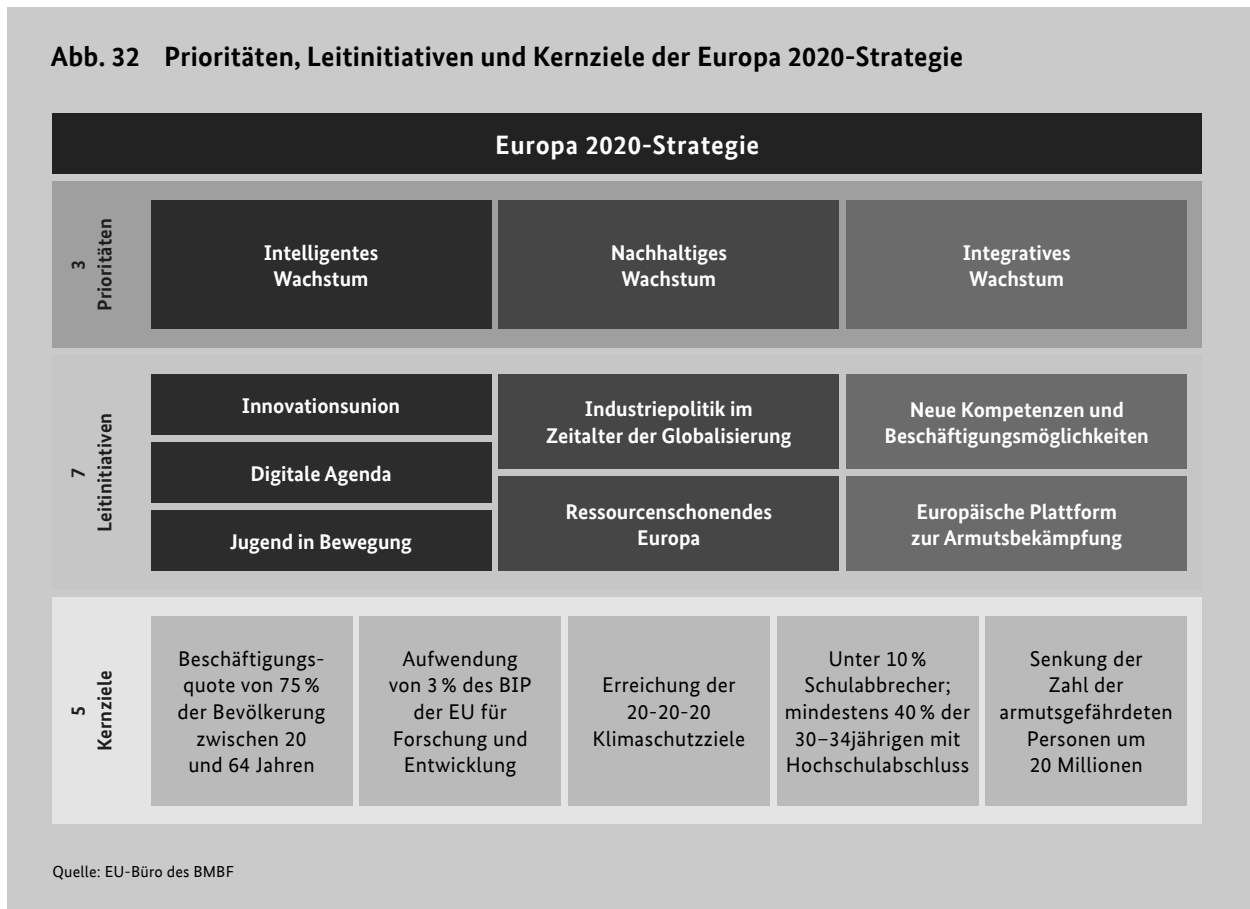 Abb. 32 Prioritäten, Leitinitiativen und Kernziele der Europa 2020-Strategie
Europa 2020-Strategie
3
Prioritäten
Intelligentes
Wachstum
Nachhaltiges
Wachstum
Integratives
Wachstum
7
Leitinitiativen
Innovationsunion
Digitale Agenda
Jugend in Bewegung
Industriepolitik im
Zeitalter der Globalisierung
Ressourcenschonendes
Europa
Neue Kompetenzen und
Beschäftigungsmöglichkeiten
Europäische Plattform
zur Armutsbekämpfung
5
Kernziele
Beschäftigungs-
quote von 75 %
der Bevölkerung
zwischen 20
und 64 Jahren
Aufwendung
von 3 % des BIP
der EU für
Forschung und
Entwicklung
Erreichung der
20-20-20
Klimaschutzziele
Unter 10 %
Schulabbrecher;
mindestens 40 % der
30–34jährigen mit
Hochschulabschluss
Senkung der
Zahl der
armutsgefährdeten
Personen um
20 Millionen
Quelle: EU-Büro des BMBF